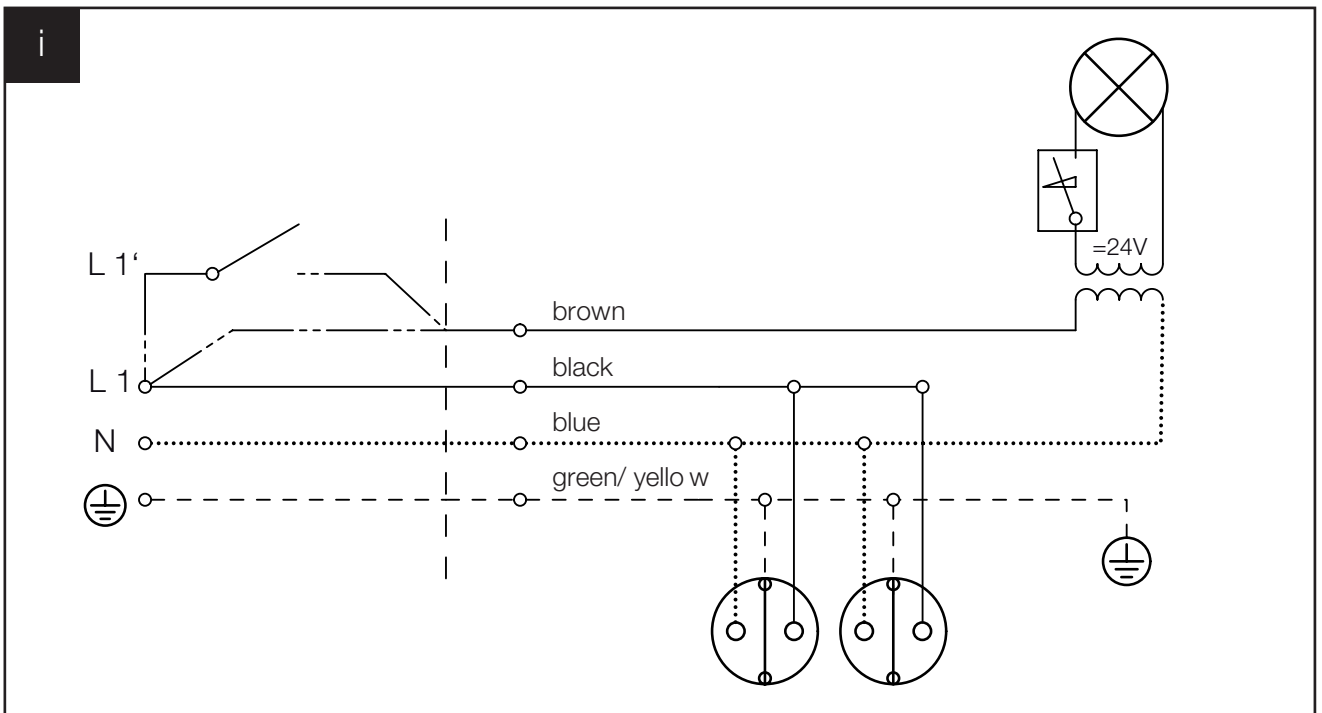 i
=24V
L 1‘
brown
L 1
black
N
blue
green/ yello w